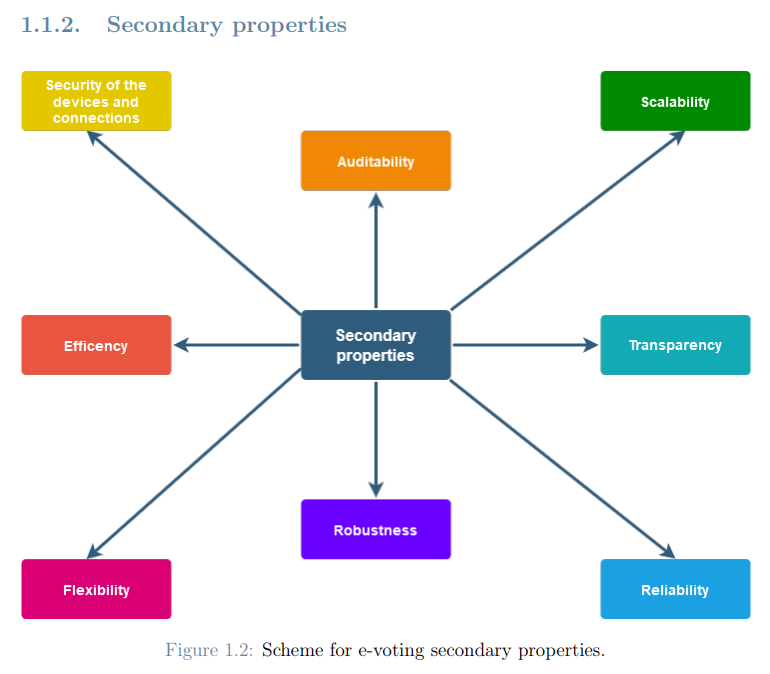 1.1.2. Secondary properties
Security of the
devices and
connections
Scalability
Auditability
Secondary
properties
Efficency
Transparency
Robustness
Flexibility
Reliability
Figure 1.2: Scheme for e-voting secondary properties.